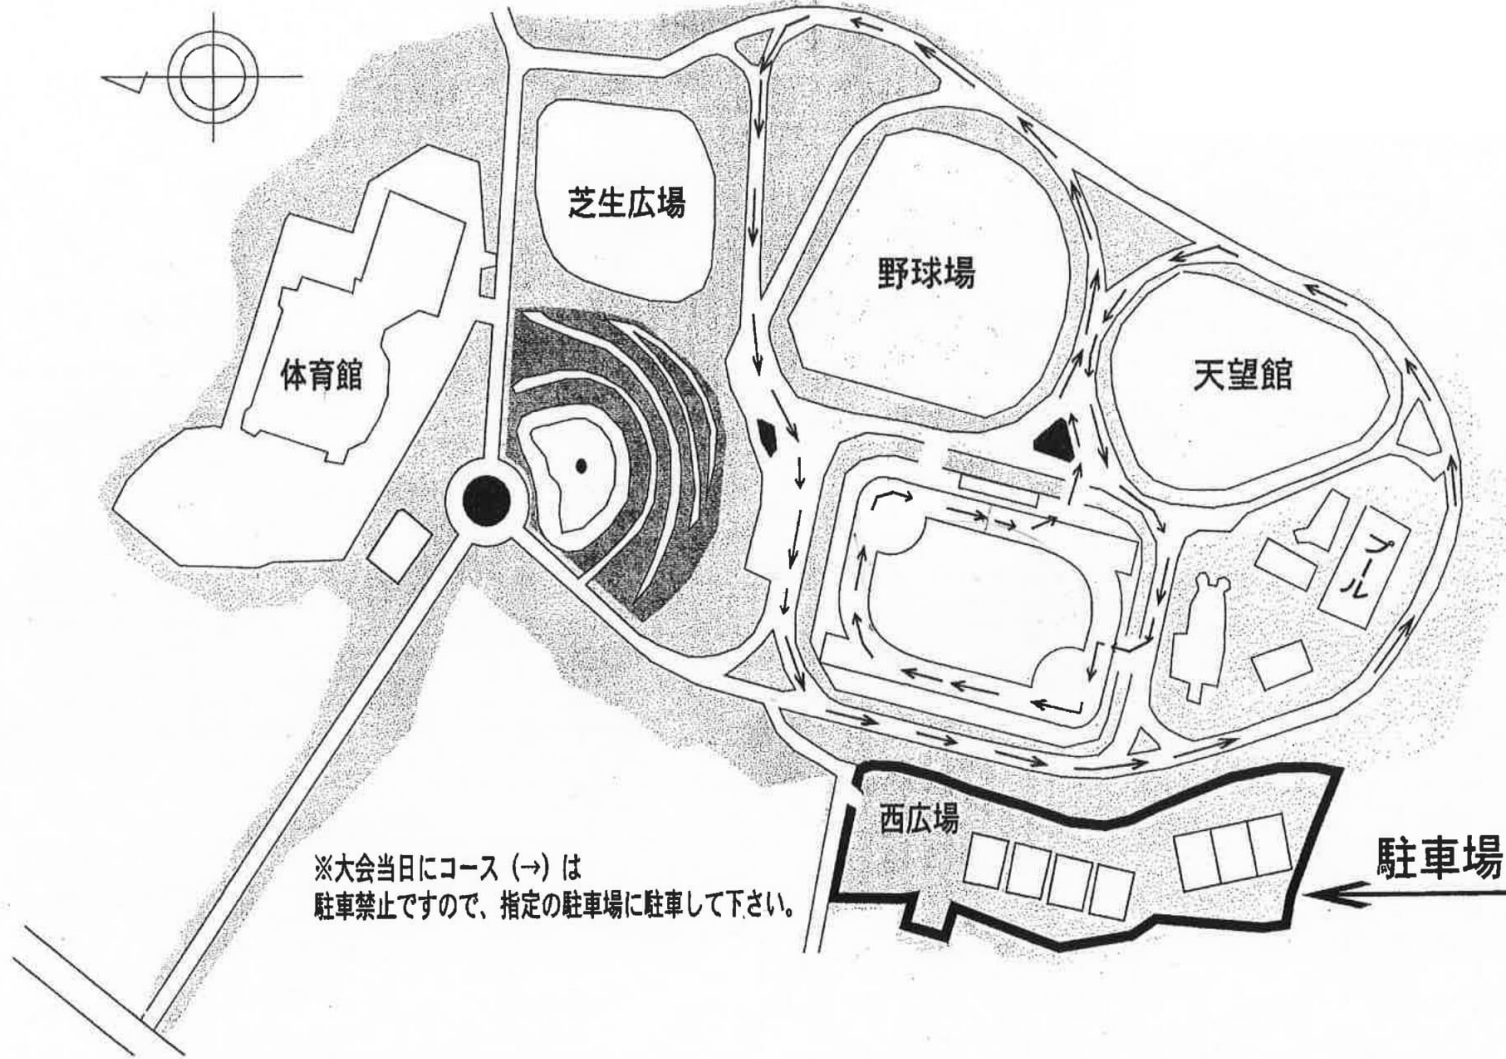 芝生広場
野球場
体育館
天望館
プール
西広場
駐車場
※大会当日にコース（→）は
駐車禁止ですので、指定の駐車場に駐車して下さい。